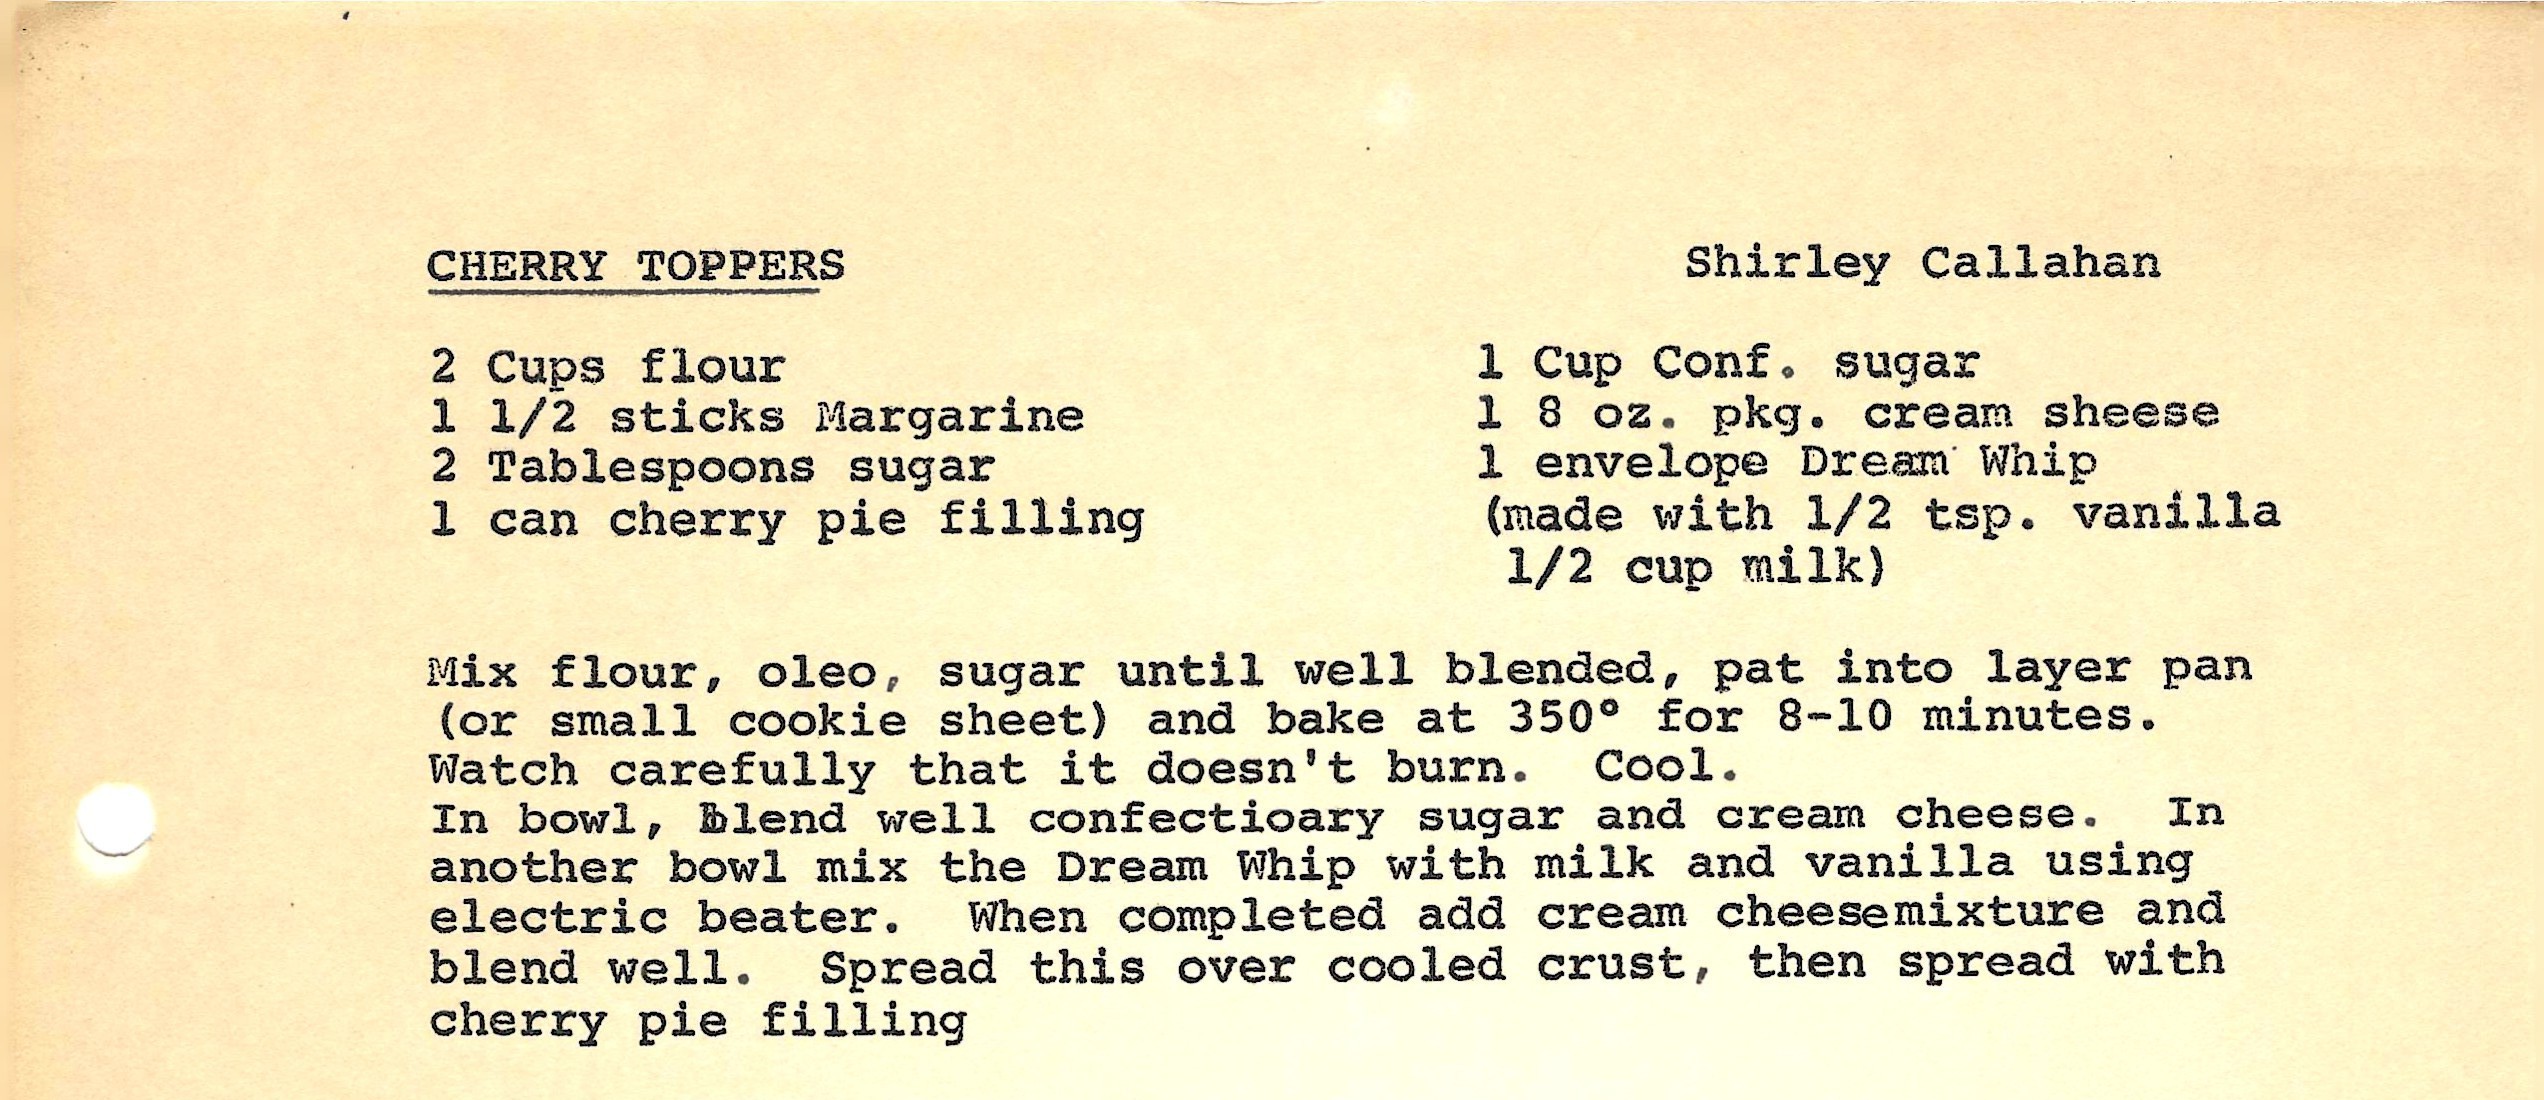 CHERRY TOPPERS Shirley Callahan
2 Cups flour
1 1/2 sticks Margarine
2 Tablespoons sugar
1 can cherry pie filling
1 Cup Conf. sugar
1 8 oz. pkg. cream sheese
1 envelope Dream Whip
(made with 1/2 tsp. vanilla
1/2 cup milk)
Mix flour, oleo, sugar until well blended, pat into layer pan
(or small cookie sheet) and bake at 350° for 8-10 minutes.
Watch carefully that it doesn't burn. Cool.
In bowl, blend well confectioary sugar and cream cheese. In
another bowl mix the Dream Whip with milk and vanilla using
electric beater. When completed add cream cheesemixture and
blend well. Spread this over cooled crust, then spread with
cherry pie filling